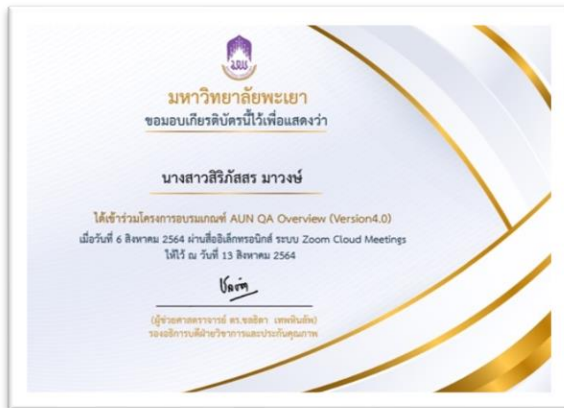 มหาวิทยาลัยพะเยา
ขอมอบเกียรติบัตรนี้ไว้เพื่อแสดงว่า
นางสาวสิริภัสสร มาวงษ์
ได้เข้าร่วมโครงการอบรมเกณฑ์ AUN QA Overview (Version4.0)
เมื่อวันที่ 6 สิงหาคม 2564 ผ่านสื่ออิเล็กทรอนิกส์ ระบบ Zoom Cloud Meetings
ให้ไว้ ณ วันที่ 13 สิงหาคม 2564
(ผู้ช่วยศาสตราจารย์ ดร.ชลธิดา เทพหินลัพ)
รองอธิการบดีฝ่ายวิชาการและประกันคุณภาพ